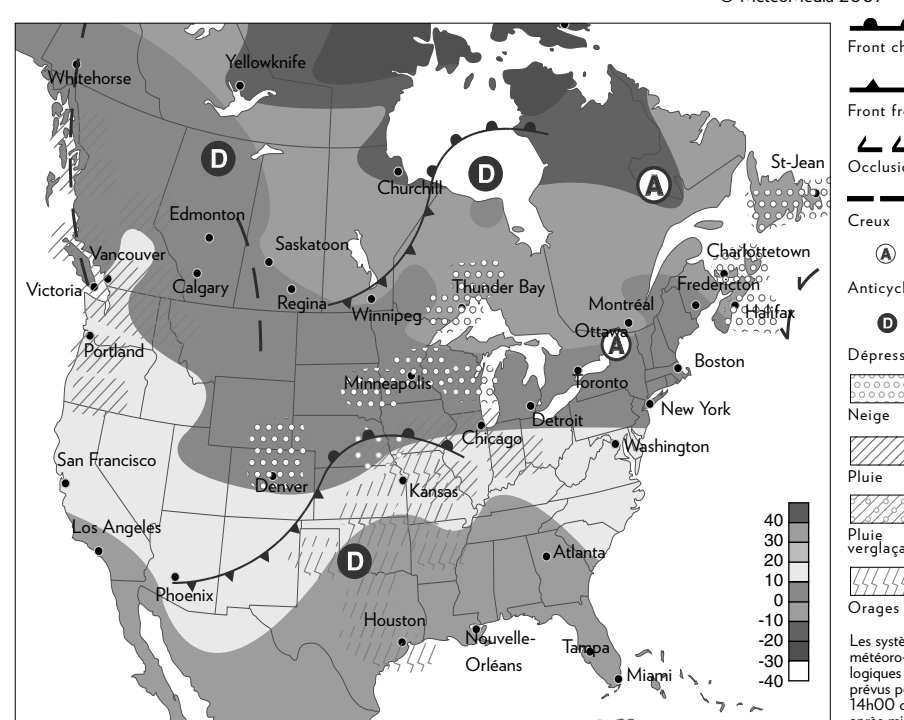 © MétéoMédia 2007
Yellowknife
Whitehorse
Churchill
St-Jean
Edmonton
Saskatoon
Vancouver
Victoria
Calgary
Regina
Winnipeg
Thunder Bay
Charlottetown
Fredericton
Halifax
Montréal
Ottawa
Portland
Minneapolis
Toronto
Boston
Detroit
New York
Chicago
Washington
San Francisco
Denver
Kansas
Los Angeles
Atlanta
Phoenix
Houston
Nouvelle-
Orléans
Tampa
Miami
D
D
A
A
D
40
30
20
10
0
-10
-20
-30
-40
Front ch
Front fro
Occlusio
Creux
A
Anticyc
D
Dépress
Neige
Pluie
Pluie
verglaça
Orages
Les systè
météoro-
logiques
prévus po
14h00 c